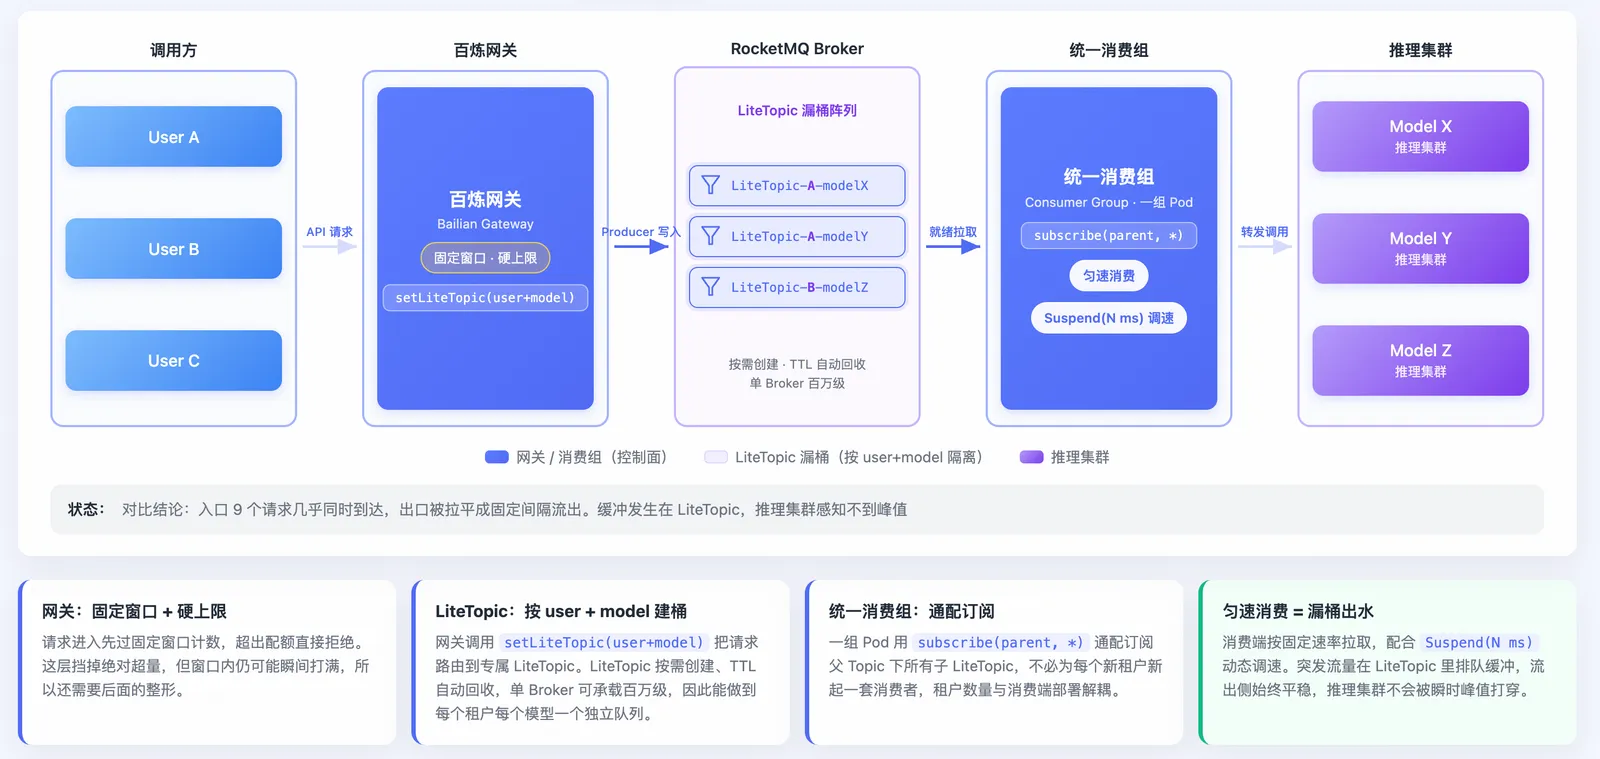 调用方
百炼网关
RocketMQ Broker
统一消费组
推理集群
User A
User B
User C
API 请求
百炼网关
Bailian Gateway
固定窗口 · 硬上限
setLiteTopic(user+model)
Producer 写入
LiteTopic 漏桶阵列
LiteTopic-A-modelX
LiteTopic-A-modelY
LiteTopic-B-modelZ
按需创建 · TTL 自动回收
单 Broker 百万级
就绪拉取
统一消费组
Consumer Group · 一组 Pod
subscribe(parent, *)
匀速消费
Suspend(N ms) 调速
转发调用
Model X
推理集群
Model Y
推理集群
Model Z
推理集群
网关 / 消费组（控制面）
LiteTopic 漏桶（按 user+model 隔离）
推理集群
状态： 对比结论：入口 9 个请求几乎同时到达，出口被拉平成固定间隔流出。缓冲发生在 LiteTopic，推理集群感知不到峰值
网关：固定窗口 + 硬上限
请求进入先过固定窗口计数，超出配额直接拒绝。
这层挡掉绝对超量，但窗口内仍可能瞬间打满，所
以还需要后面的整形。
LiteTopic：按 user + model 建桶
网关调用 setLiteTopic(user+model) 把请求
路由到专属 LiteTopic。LiteTopic 按需创建、TTL
自动回收，单 Broker 可承载百万级，因此能做到
每个租户每个模型一个独立队列。
统一消费组：通配订阅
一组 Pod 用 subscribe(parent, *) 通配订阅
父 Topic 下所有子 LiteTopic，不必为每个新租户新
起一套消费者，租户数量与消费端部署解耦。
匀速消费 = 漏桶出水
消费端按固定速率拉取，配合 Suspend(N ms)
动态调速。突发流量在 LiteTopic 里排队缓冲，流
出侧始终平稳，推理集群不会被瞬时峰值打穿。